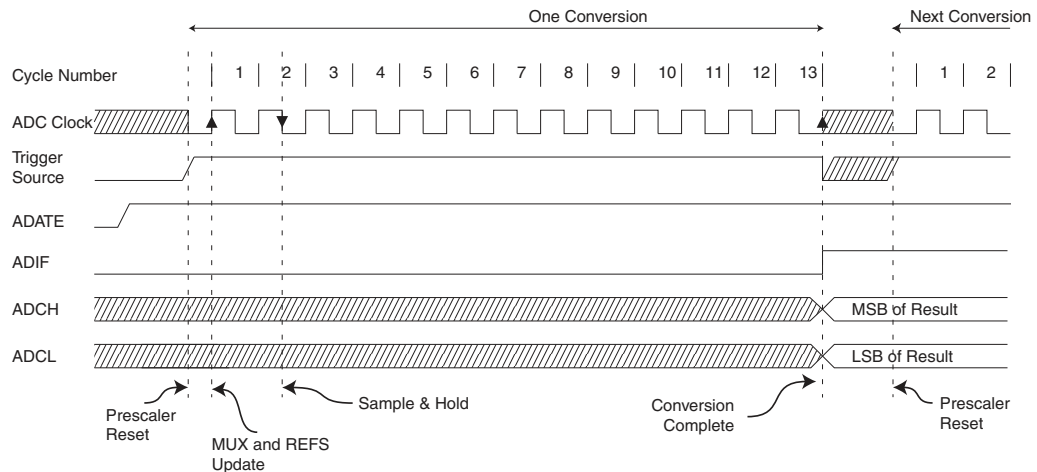 One Conversion
Next Conversion
Cycle Number
1 2 3 4 5 6 7 8 9 10 11 12 13 1 2
ADC Clock
Trigger
Source
ADATE
ADIF
ADCH
MSB of Result
ADCL
LSB of Result
Prescaler
Reset
MUX and REFS
Update
Sample & Hold
Conversion
Complete
Prescaler
Reset